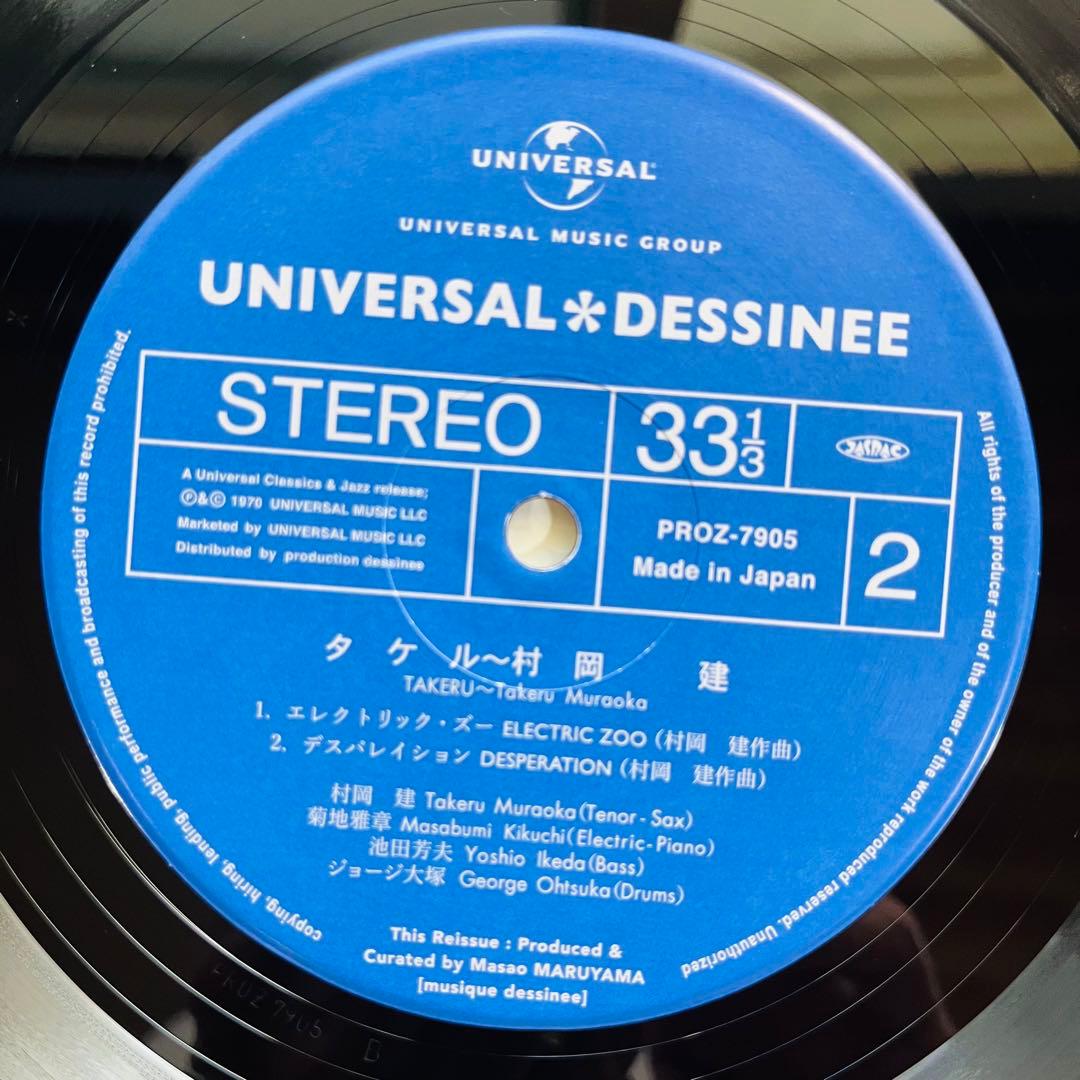 UNIVERSAL
UNIVERSAL MUSIC GROUP
UNIVERSAL*DESSINEE
STEREO
33 1/3
JASRAC
A Universal Classics & Jazz release;
Ⓟ&© 1970 UNIVERSAL MUSIC LLC
Marketed by UNIVERSAL MUSIC LLC
Distributed by production dessinee
PROZ-7905
Made in Japan
2
タケル〜村岡 建
TAKERU〜Takeru Muraoka
1. エレクトリック・ズー ELECTRIC ZOO (村岡 建作曲)
2. デスパレイション DESPERATION (村岡 建作曲)
村岡 建 Takeru Muraoka(Tenor-Sax)
菊地雅章 Masabumi Kikuchi(Electric-Piano)
池田芳夫 Yoshio Ikeda(Bass)
ジョージ大塚 George Ohtsuka(Drums)
This Reissue : Produced &
Curated by Masao MARUYAMA
[musique dessinee]
All rights of the producer and of the owner of the work reproduced reserved. Unauthorized
copying, hiring, lending, public performance and broadcasting of this record prohibited.
PROZ 7905 B